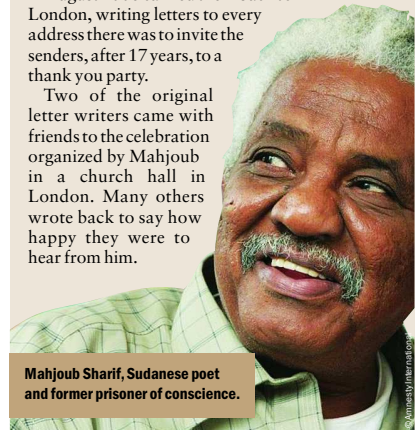 London, writing letters to every
address there was to invite the
senders, after 17 years, to a
thank you party.
Two of the original
letter writers came with
friends to the celebration
organized by Mahjoub
in a church hall in
London. Many others
wrote back to say how
happy they were to
hear from him.
Mahjoub Sharif, Sudanese poet
and former prisoner of conscience.
©Amnesty International